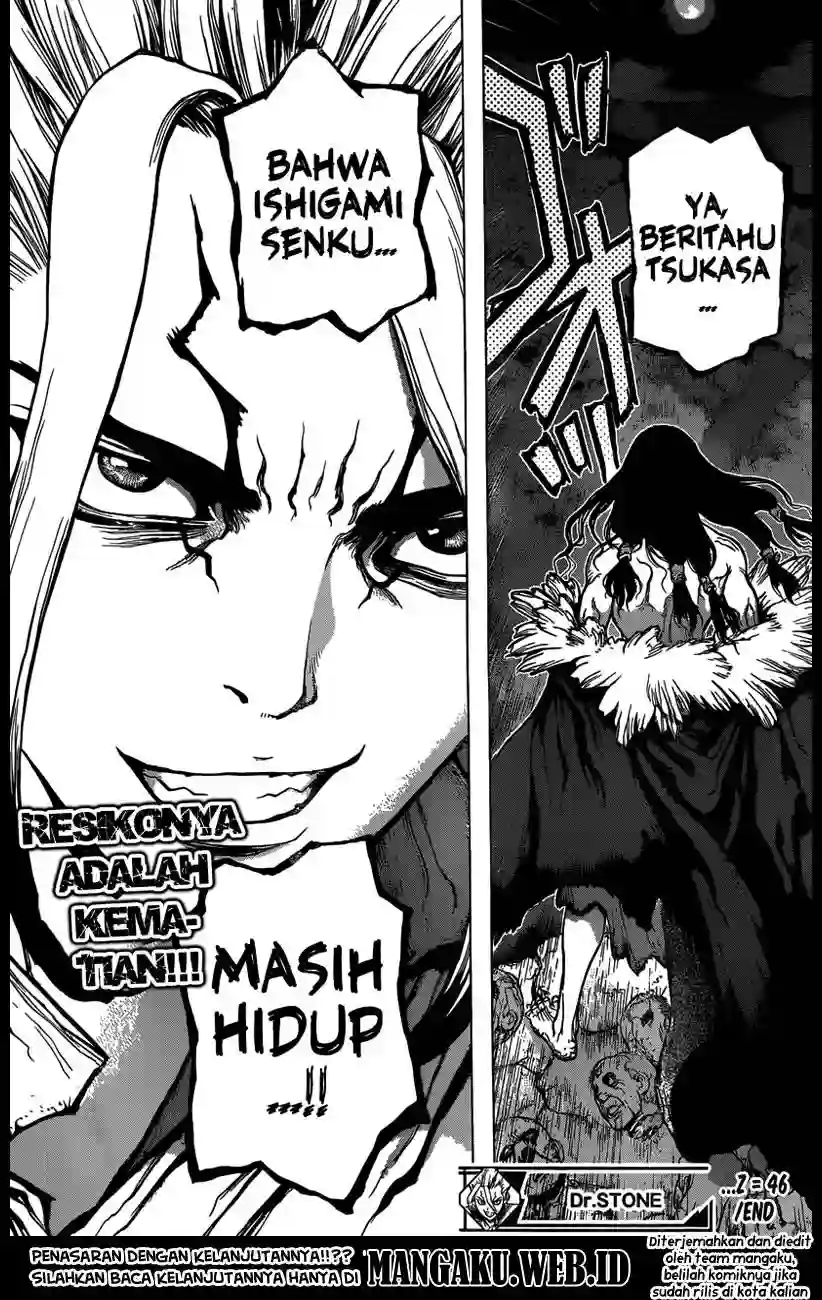 YA,
BERITAHU
TSUKASA
...
BAHWA
ISHIGAMI
SENKU...
RESIKONYA
ADALAH
KEMA-
TIAN!!!
MASIH
HIDUP
...!!
Dr.STONE
...Z = 46
/END
PENASARAN DENGAN KELANJUTANNYA!!??
SILAHKAN BACA KELANJUTANNYA HANYA DI
MANGAKU.WEB.ID
Diterjemahkan dan diedit
oleh team mangaku,
belilah komiknya jika
sudah rilis di kota kalian